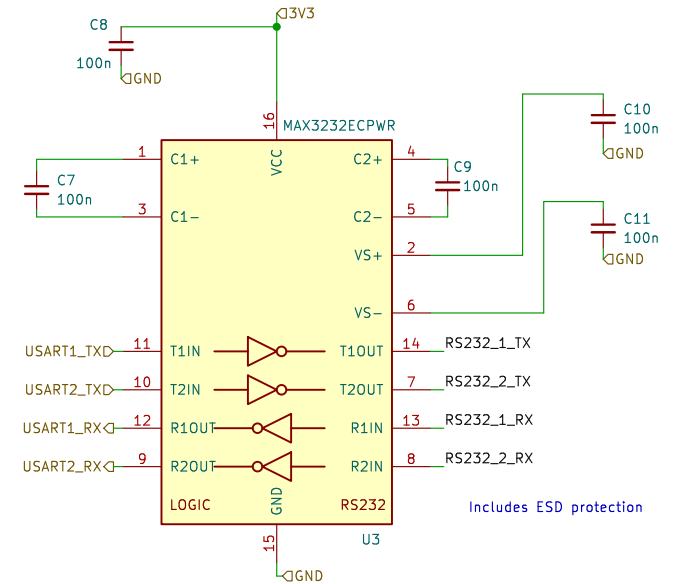 3V3
C8
100n
GND
16
MAX3232ECPWR
VCC
C10
100n
GND
1
C1+
C2+
4
C7
100n
C9
100n
3
C1-
C2-
5
C11
100n
GND
VS+
2
VS-
6
USART1_TX
11
T1IN
T1OUT
14
RS232_1_TX
USART2_TX
10
T2IN
T2OUT
7
RS232_2_TX
USART1_RX
12
R1OUT
R1IN
13
RS232_1_RX
USART2_RX
9
R2OUT
R2IN
8
RS232_2_RX
LOGIC
GND
RS232
Includes ESD protection
15
U3
GND